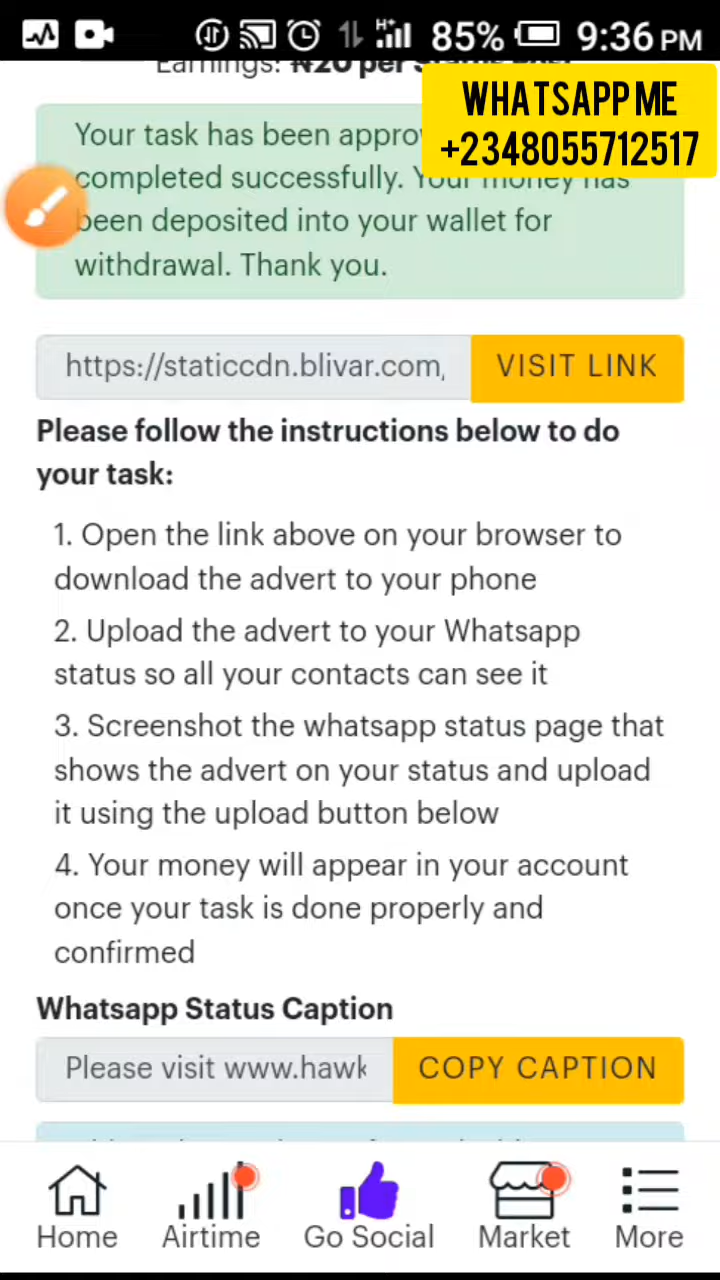 H+ 85% 9:36 PM
Earnings: ₦20 per Status Post
WHATSAPP ME
+2348055712517
Your task has been appro
completed successfully. Your money has
been deposited into your wallet for
withdrawal. Thank you.
https://staticcdn.blivar.com, VISIT LINK
Please follow the instructions below to do
your task:
1. Open the link above on your browser to
download the advert to your phone
2. Upload the advert to your Whatsapp
status so all your contacts can see it
3. Screenshot the whatsapp status page that
shows the advert on your status and upload
it using the upload button below
4. Your money will appear in your account
once your task is done properly and
confirmed
Whatsapp Status Caption
Please visit www.hawk COPY CAPTION
Home Airtime Go Social Market More